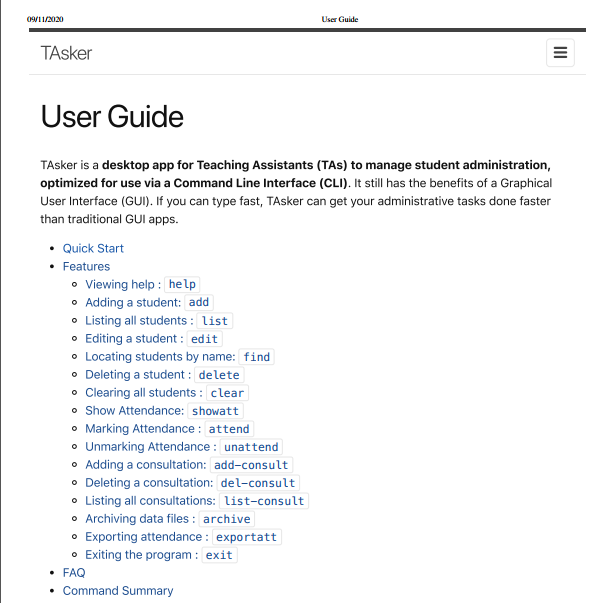 09/11/2020 User Guide
TAsker
User Guide
TAsker is a desktop app for Teaching Assistants (TAs) to manage student administration,
optimized for use via a Command Line Interface (CLI). It still has the benefits of a Graphical
User Interface (GUI). If you can type fast, TAsker can get your administrative tasks done faster
than traditional GUI apps.
Quick Start
Features
Viewing help : help
Adding a student: add
Listing all students : list
Editing a student : edit
Locating students by name: find
Deleting a student : delete
Clearing all students : clear
Show Attendance: showatt
Marking Attendance : attend
Unmarking Attendance : unattend
Adding a consultation: add-consult
Deleting a consultation: del-consult
Listing all consultations: list-consult
Archiving data files : archive
Exporting attendance : exportatt
Exiting the program : exit
FAQ
Command Summary